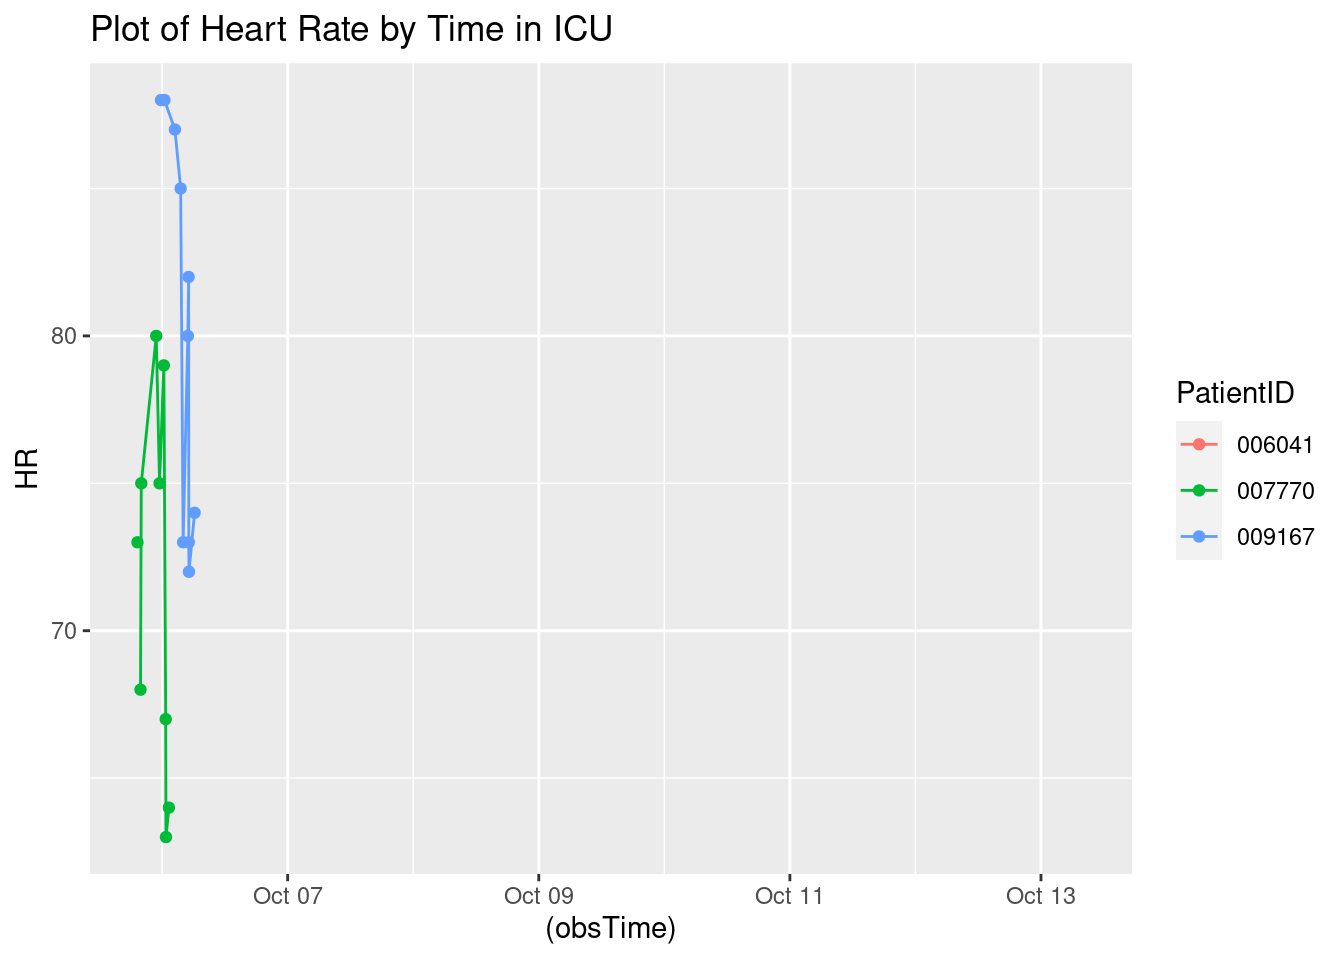 Plot of Heart Rate by Time in ICU
HR
80
70
Oct 07
Oct 09
Oct 11
Oct 13
(obsTime)
PatientID
006041
007770
009167